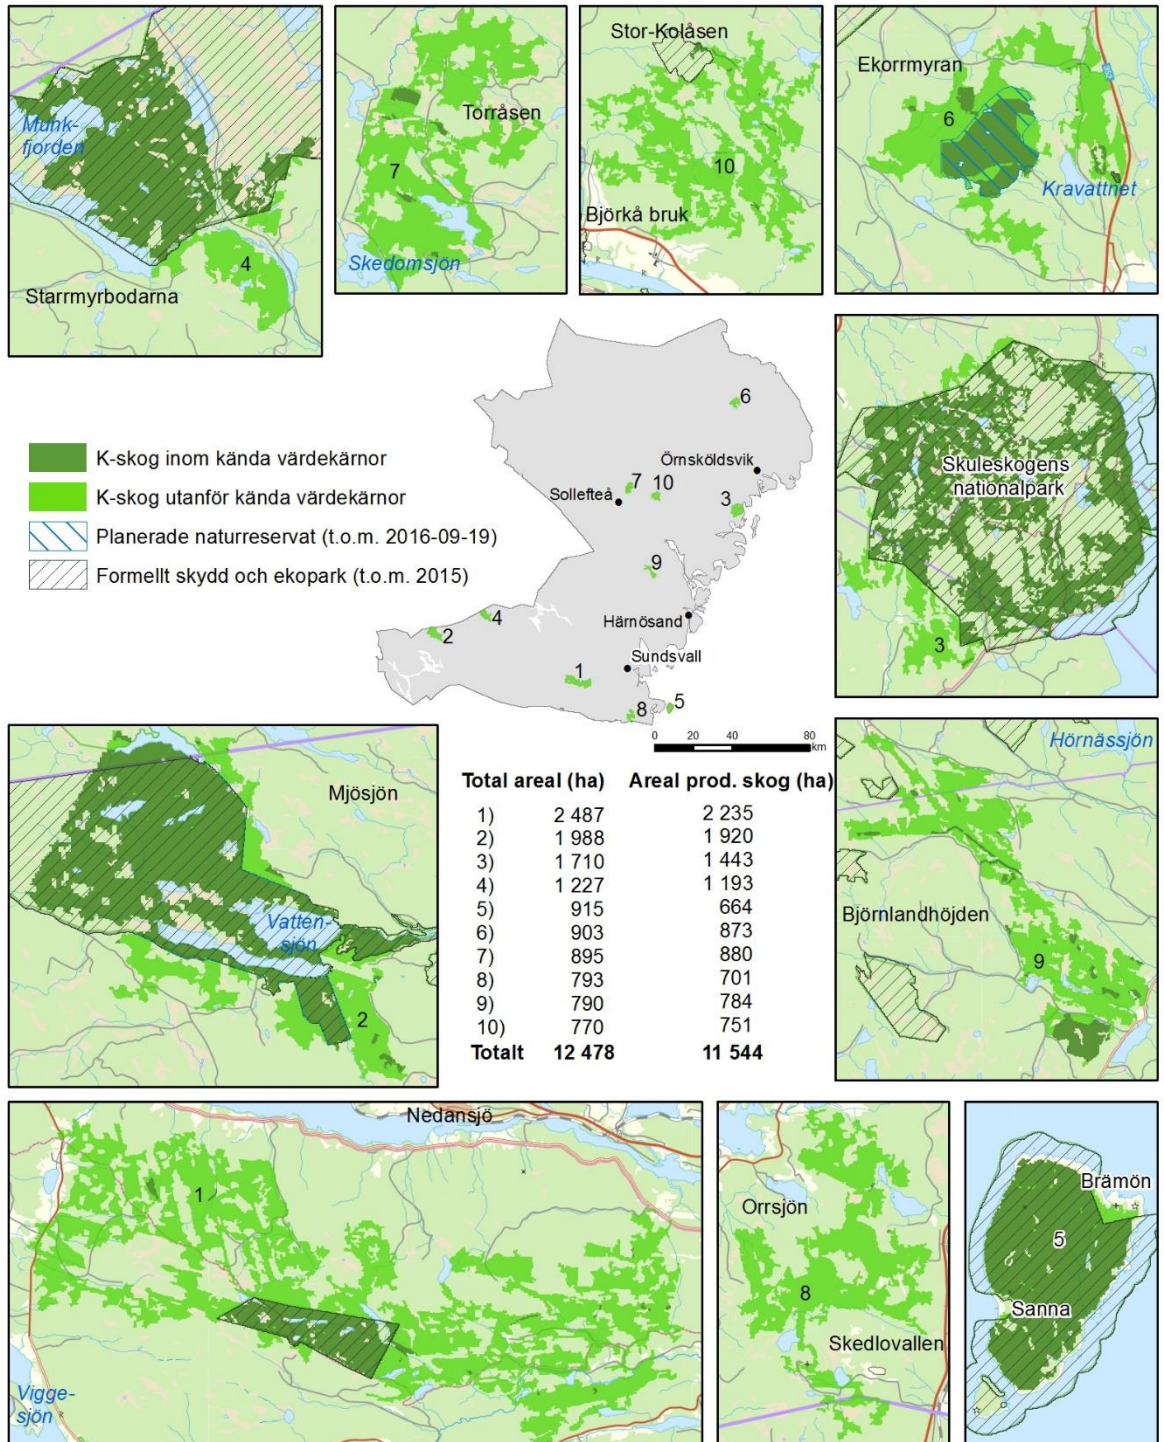 Munk-
fjorden
4
Starrmyrbodarna
Torråsen
7
Skedomsjön
Stor-Kolåsen
10
Björkå bruk
Ekorrmyran
6
Kravattnet
K-skog inom kända värdekärnor
K-skog utanför kända värdekärnor
Planerade naturreservat (t.o.m. 2016-09-19)
Formellt skydd och ekopark (t.o.m. 2015)
6
Örnsköldsvik
7
10
Sollefteå
3
9
4
2
Härnösand
Sundsvall
1
5
8
0 20 40 80
km
Skuleskogens
nationalpark
3
Mjösjön
Vatten-
sjön
2
Total areal (ha) Areal prod. skog (ha)
1) 2 487 2 235
2) 1 988 1 920
3) 1 710 1 443
4) 1 227 1 193
5) 915 664
6) 903 873
7) 895 880
8) 793 701
9) 790 784
10) 770 751
Totalt 12 478 11 544
Hörnässjön
Björnlandhöjden
9
Nedansjö
1
Vigge-
sjön
Orrsjön
8
Skedlovallen
Brämön
5
Sanna